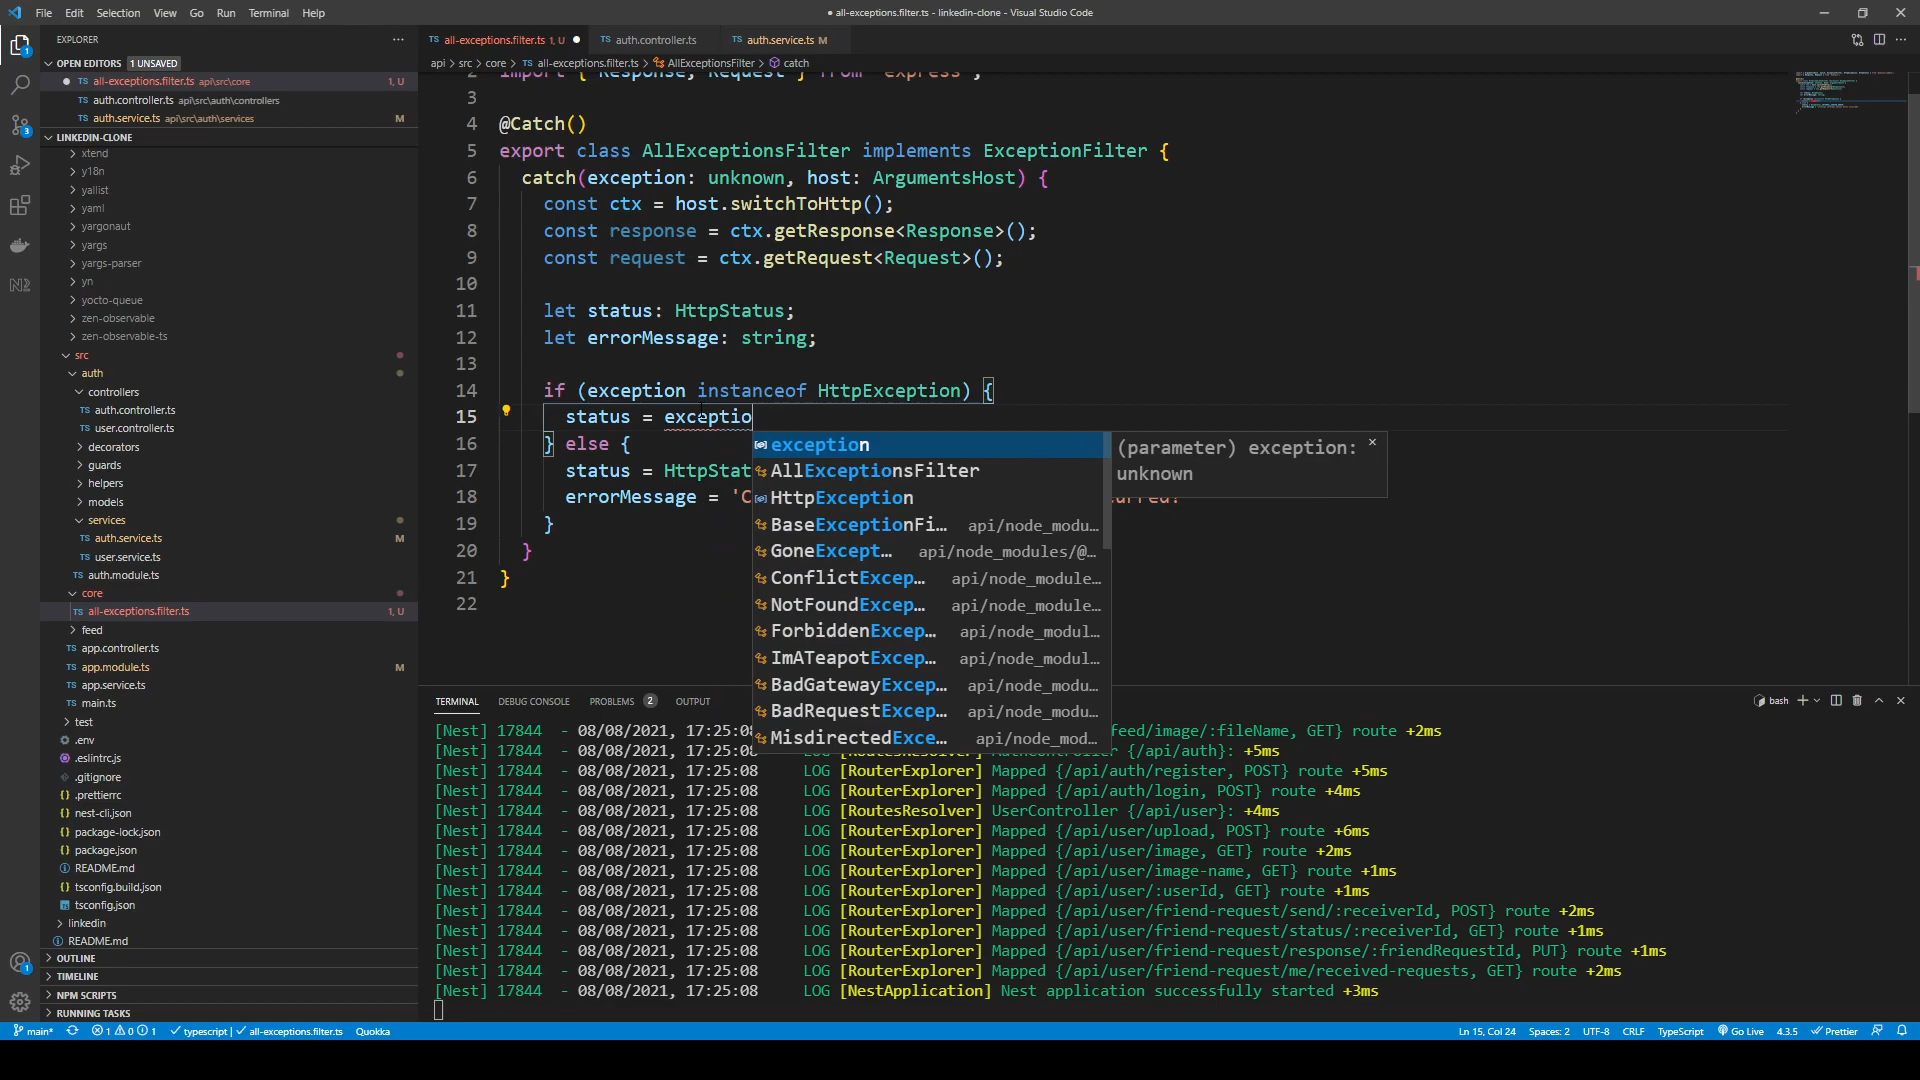 File Edit Selection View Go Run Terminal Help
● all-exceptions.filter.ts - linkedin-clone - Visual Studio Code
EXPLORER
OPEN EDITORS 1 UNSAVED
TS all-exceptions.filter.ts api\src\core 1, U
TS auth.controller.ts api\src\auth\controllers
TS auth.service.ts api\src\auth\services M
LINKEDIN-CLONE
xtend
y18n
yallist
yaml
yargonaut
yargs
yargs-parser
yn
yocto-queue
zen-observable
zen-observable-ts
src
auth
controllers
TS auth.controller.ts
TS user.controller.ts
decorators
guards
helpers
models
services
TS auth.service.ts M
TS user.service.ts
TS auth.module.ts
core
TS all-exceptions.filter.ts 1, U
feed
TS app.controller.ts
TS app.module.ts M
TS app.service.ts
TS main.ts
test
.env
.eslintrc.js
.gitignore
.prettierrc
nest-cli.json
package-lock.json
package.json
README.md
tsconfig.build.json
tsconfig.json
linkedin
README.md
OUTLINE
TIMELINE
NPM SCRIPTS
RUNNING TASKS
TS all-exceptions.filter.ts 1, U ● TS auth.controller.ts TS auth.service.ts M
api > src > core > TS all-exceptions.filter.ts > AllExceptionsFilter > catch
2 import { Response, Request } from 'express';
3
4 @Catch()
5 export class AllExceptionsFilter implements ExceptionFilter {
6 catch(exception: unknown, host: ArgumentsHost) {
7 const ctx = host.switchToHttp();
8 const response = ctx.getResponse<Response>();
9 const request = ctx.getRequest<Request>();
10
11 let status: HttpStatus;
12 let errorMessage: string;
13
14 if (exception instanceof HttpException) {
15 status = exceptio
16 } else {
17 status = HttpStat
18 errorMessage = 'C
19 }
20 }
21 }
22
exception
AllExceptionsFilter
HttpException
BaseExceptionFi… api/node_modu…
GoneExcept… api/node_modules/@…
ConflictExcep… api/node_module…
NotFoundExcep… api/node_module…
ForbiddenExcep… api/node_modul…
ImATeapotExcep… api/node_modul…
BadGatewayExcep… api/node_modu…
BadRequestExcep… api/node_modu…
MisdirectedExce… api/node_mod…
(parameter) exception:
unknown
TERMINAL DEBUG CONSOLE PROBLEMS 2 OUTPUT
bash
[Nest] 17844 - 08/08/2021, 17:25:08 feed/image/:fileName, GET} route +2ms
[Nest] 17844 - 08/08/2021, 17:25:08 {/api/auth}: +5ms
[Nest] 17844 - 08/08/2021, 17:25:08 LOG [RouterExplorer] Mapped {/api/auth/register, POST} route +5ms
[Nest] 17844 - 08/08/2021, 17:25:08 LOG [RouterExplorer] Mapped {/api/auth/login, POST} route +4ms
[Nest] 17844 - 08/08/2021, 17:25:08 LOG [RoutesResolver] UserController {/api/user}: +4ms
[Nest] 17844 - 08/08/2021, 17:25:08 LOG [RouterExplorer] Mapped {/api/user/upload, POST} route +6ms
[Nest] 17844 - 08/08/2021, 17:25:08 LOG [RouterExplorer] Mapped {/api/user/image, GET} route +2ms
[Nest] 17844 - 08/08/2021, 17:25:08 LOG [RouterExplorer] Mapped {/api/user/image-name, GET} route +1ms
[Nest] 17844 - 08/08/2021, 17:25:08 LOG [RouterExplorer] Mapped {/api/user/:userId, GET} route +1ms
[Nest] 17844 - 08/08/2021, 17:25:08 LOG [RouterExplorer] Mapped {/api/user/friend-request/send/:receiverId, POST} route +2ms
[Nest] 17844 - 08/08/2021, 17:25:08 LOG [RouterExplorer] Mapped {/api/user/friend-request/status/:receiverId, GET} route +1ms
[Nest] 17844 - 08/08/2021, 17:25:08 LOG [RouterExplorer] Mapped {/api/user/friend-request/response/:friendRequestId, PUT} route +1ms
[Nest] 17844 - 08/08/2021, 17:25:08 LOG [RouterExplorer] Mapped {/api/user/friend-request/me/received-requests, GET} route +2ms
[Nest] 17844 - 08/08/2021, 17:25:08 LOG [NestApplication] Nest application successfully started +3ms
main* 1 0 1 typescript | all-exceptions.filter.ts Quokka
Ln 15, Col 24 Spaces: 2 UTF-8 CRLF TypeScript Go Live 4.3.5 Prettier